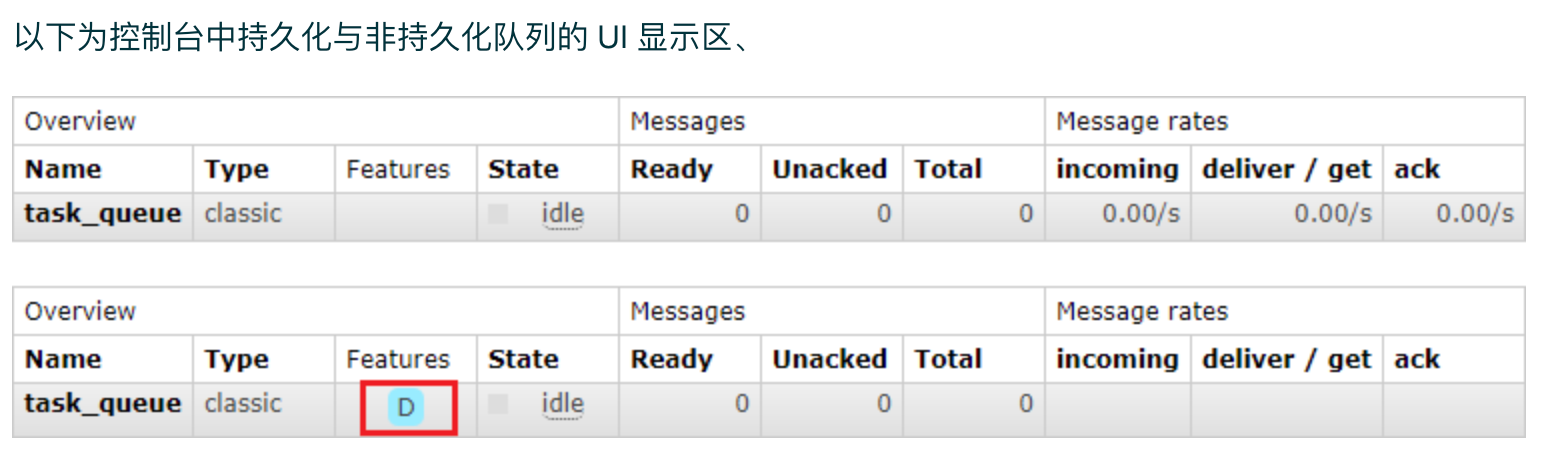 以下为控制台中持久化与非持久化队列的 UI 显示区、
Overview Messages Message rates
Name Type Features State Ready Unacked Total incoming deliver / get ack
task_queue classic idle 0 0 0 0.00/s 0.00/s 0.00/s
Overview Messages Message rates
Name Type Features State Ready Unacked Total incoming deliver / get ack
task_queue classic D idle 0 0 0